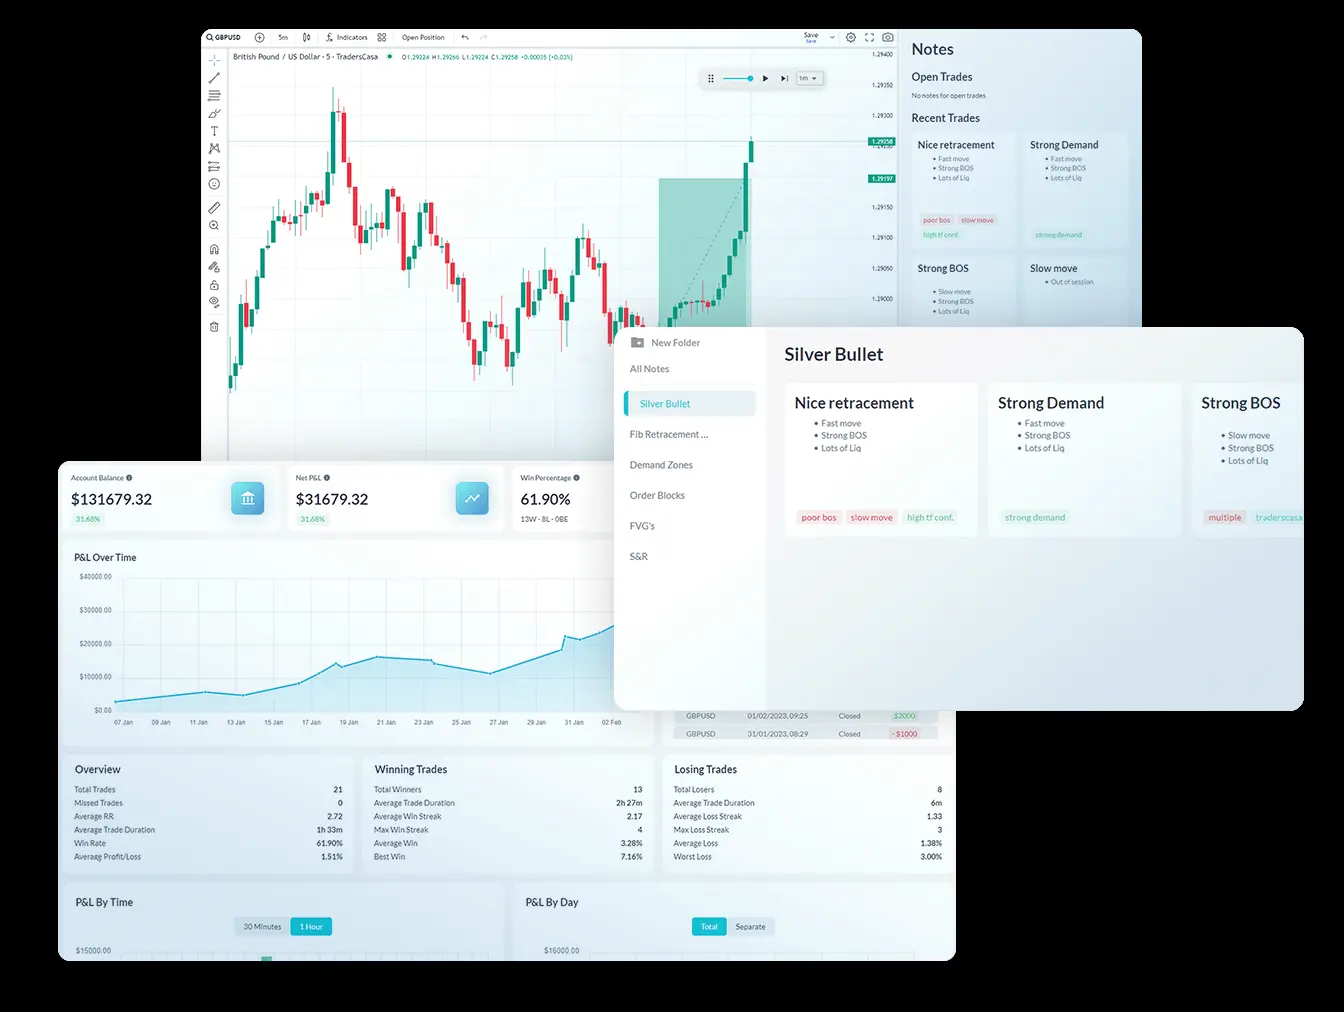 GBPUSD 5m Indicators Open Position Save
Save
British Pound / US Dollar · 5 · TradersCasa O1.29224 H1.29266 L1.29224 C1.29258 +0.00035 (+0.03%)
1m
1.29400
1.29350
1.29300
1.29258
1.29197
1.29150
1.29100
1.29050
1.29000
Notes
Open Trades
No notes for open trades
Recent Trades
Nice retracement
• Fast move
• Strong BOS
• Lots of Liq
poor bos slow move
high tf conf.
Strong Demand
• Fast move
• Strong BOS
• Lots of Liq
strong demand
Strong BOS
• Slow move
• Strong BOS
• Lots of Liq
Slow move
• Out of session
New Folder
All Notes
Silver Bullet
Fib Retracement ...
Demand Zones
Order Blocks
FVG's
S&R
Silver Bullet
Nice retracement
• Fast move
• Strong BOS
• Lots of Liq
poor bos slow move high tf conf.
Strong Demand
• Fast move
• Strong BOS
• Lots of Liq
strong demand
Strong BOS
• Slow move
• Strong BOS
• Lots of Liq
multiple traderscasa
Account Balance
$131679.32
31.68%
Net P&L
$31679.32
31.68%
Win Percentage
61.90%
13W · 8L · 0BE
P&L Over Time
$40000.00
$30000.00
$20000.00
$10000.00
$0.00
07 Jan 09 Jan 11 Jan 13 Jan 15 Jan 17 Jan 19 Jan 21 Jan 23 Jan 25 Jan 27 Jan 29 Jan 31 Jan 02 Feb
GBPUSD 01/02/2023, 09:25 Closed $2000
GBPUSD 31/01/2023, 08:29 Closed - $1000
Overview
Total Trades 21
Missed Trades 0
Average RR 2.72
Average Trade Duration 1h 33m
Win Rate 61.90%
Average Profit/Loss 1.51%
Winning Trades
Total Winners 13
Average Trade Duration 2h 27m
Average Win Streak 2.17
Max Win Streak 4
Average Win 3.28%
Best Win 7.16%
Losing Trades
Total Losers 8
Average Trade Duration 6m
Average Loss Streak 1.33
Max Loss Streak 3
Average Loss 1.38%
Worst Loss 3.00%
P&L By Time
30 Minutes 1 Hour
$15000.00
P&L By Day
Total Separate
$16000.00